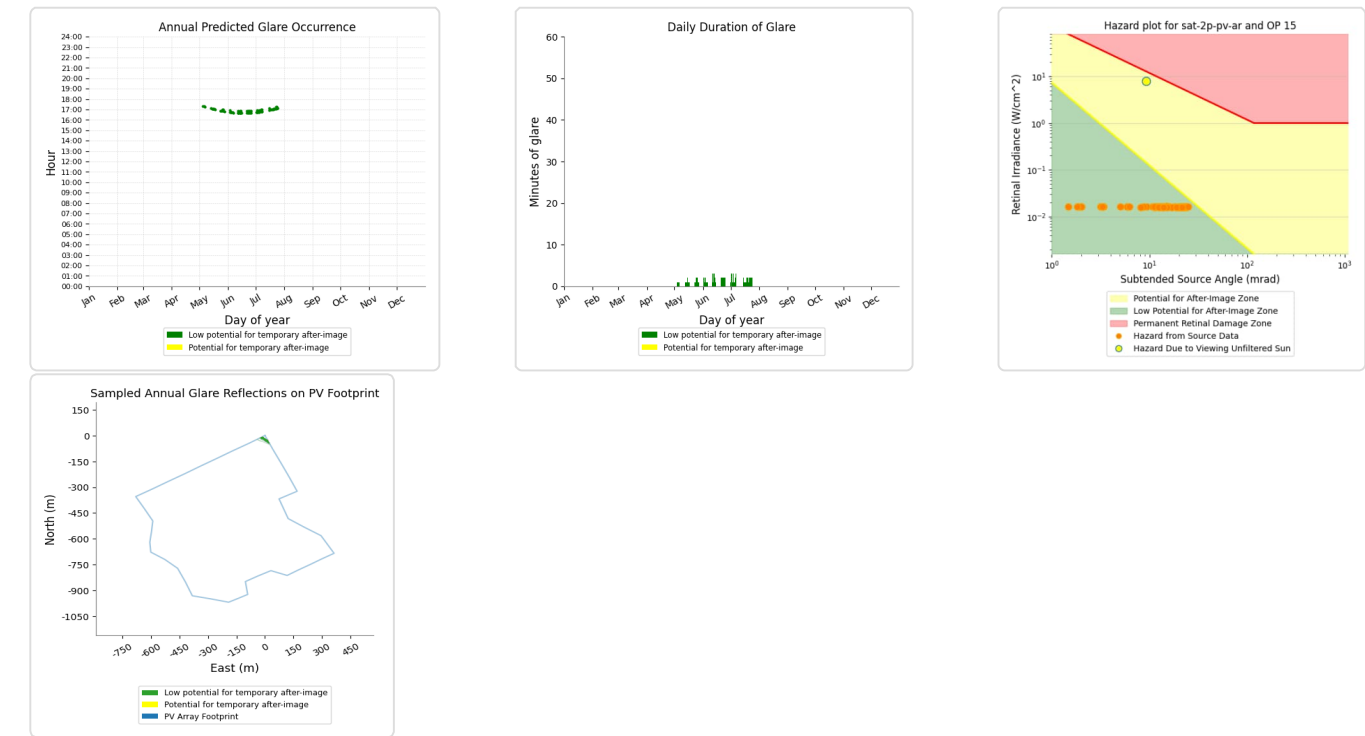 Annual Predicted Glare Occurrence
24:00
23:00
22:00
21:00
20:00
19:00
18:00
17:00
16:00
15:00
14:00
13:00
12:00
11:00
10:00
09:00
08:00
07:00
06:00
05:00
04:00
03:00
02:00
01:00
00:00
Hour
Jan Feb Mar Apr May Jun Jul Aug Sep Oct Nov Dec
Day of year
Low potential for temporary after-image
Potential for temporary after-image
Daily Duration of Glare
60
50
40
30
20
10
0
Minutes of glare
Jan Feb Mar Apr May Jun Jul Aug Sep Oct Nov Dec
Day of year
Low potential for temporary after-image
Potential for temporary after-image
Hazard plot for sat-2p-pv-ar and OP 15
10^1
10^0
10^−1
10^−2
Retinal Irradiance (W/cm^2)
10^0 10^1 10^2 10^3
Subtended Source Angle (mrad)
Potential for After-Image Zone
Low Potential for After-Image Zone
Permanent Retinal Damage Zone
Hazard from Source Data
Hazard Due to Viewing Unfiltered Sun
Sampled Annual Glare Reflections on PV Footprint
150
0
-150
-300
-450
-600
-750
-900
-1050
North (m)
-750 -600 -450 -300 -150 0 150 300 450
East (m)
Low potential for temporary after-image
Potential for temporary after-image
PV Array Footprint